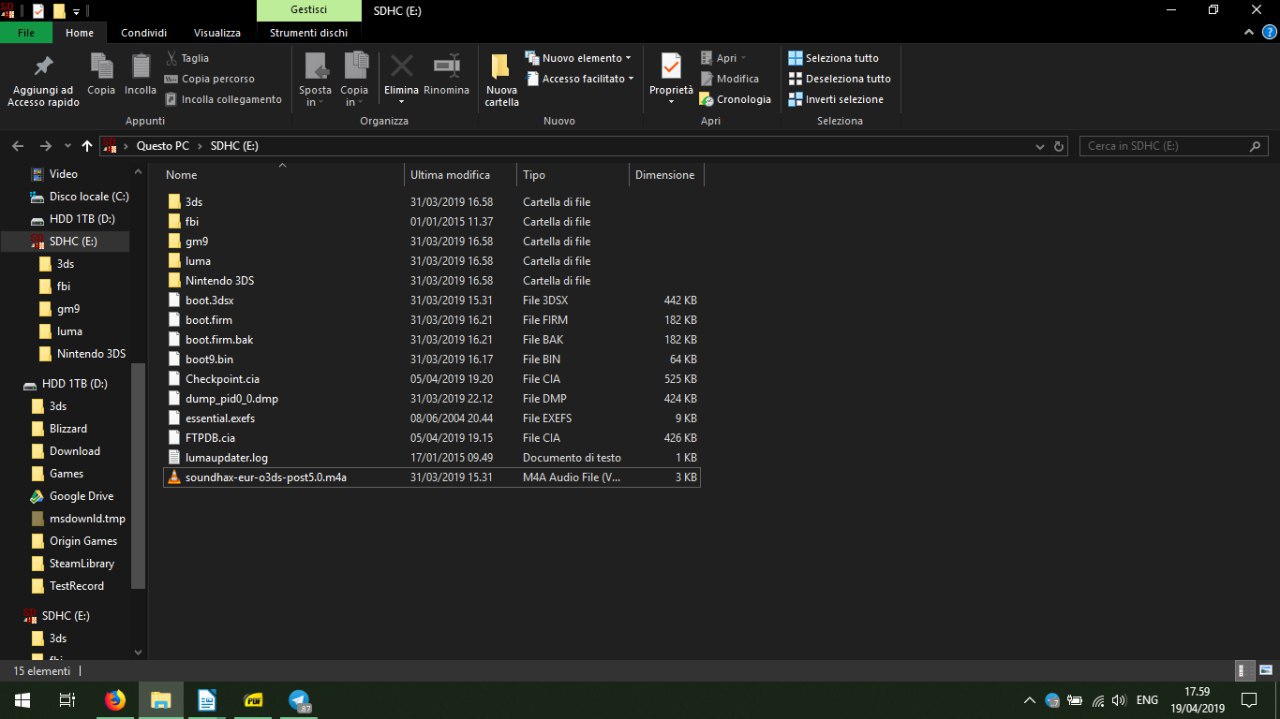 Gestisci SDHC (E:)
File Home Condividi Visualizza Strumenti dischi
Aggiungi ad Accesso rapido
Copia
Incolla
Taglia
Copia percorso
Incolla collegamento
Appunti
Sposta in
Copia in
Elimina
Rinomina
Organizza
Nuova cartella
Nuovo elemento
Accesso facilitato
Nuovo
Proprietà
Apri
Modifica
Cronologia
Apri
Seleziona tutto
Deseleziona tutto
Inverti selezione
Seleziona
Questo PC > SDHC (E:)
Cerca in SDHC (E:)
Video
Disco locale (C:)
HDD 1TB (D:)
SDHC (E:)
3ds
fbi
gm9
luma
Nintendo 3DS
HDD 1TB (D:)
3ds
Blizzard
Download
Games
Google Drive
msdownld.tmp
Origin Games
SteamLibrary
TestRecord
SDHC (E:)
3ds
fbi
Nome Ultima modifica Tipo Dimensione
3ds 31/03/2019 16.58 Cartella di file
fbi 01/01/2015 11.37 Cartella di file
gm9 31/03/2019 16.58 Cartella di file
luma 31/03/2019 16.58 Cartella di file
Nintendo 3DS 31/03/2019 16.58 Cartella di file
boot.3dsx 31/03/2019 15.31 File 3DSX 442 KB
boot.firm 31/03/2019 16.21 File FIRM 182 KB
boot.firm.bak 31/03/2019 16.21 File BAK 182 KB
boot9.bin 31/03/2019 16.17 File BIN 64 KB
Checkpoint.cia 05/04/2019 19.20 File CIA 525 KB
dump_pid0_0.dmp 31/03/2019 22.12 File DMP 424 KB
essential.exefs 08/06/2004 20.44 File EXEFS 9 KB
FTPDB.cia 05/04/2019 19.15 File CIA 426 KB
lumaupdater.log 17/01/2015 09.49 Documento di testo 1 KB
soundhax-eur-o3ds-post5.0.m4a 31/03/2019 15.31 M4A Audio File (V... 3 KB
15 elementi
ENG
17.59
19/04/2019